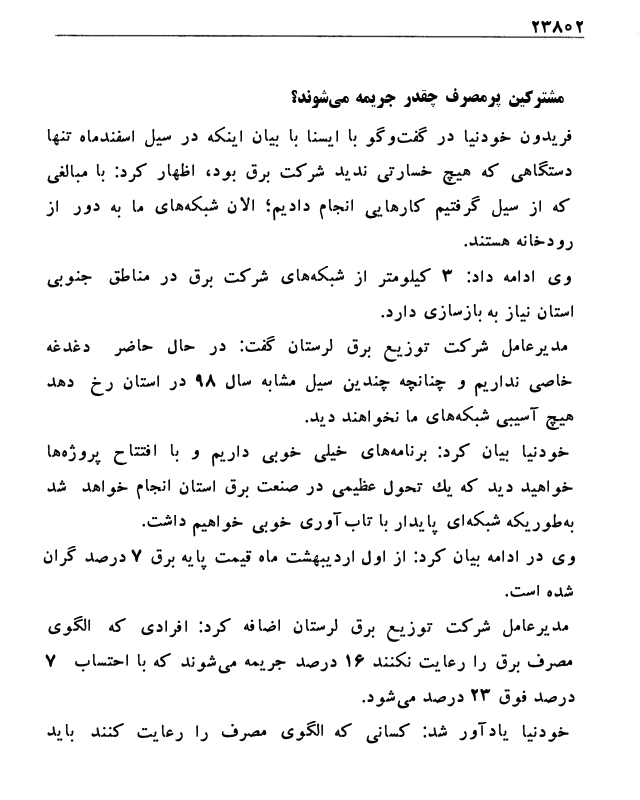 ۲۳۸۰۲
مشترکین پرمصرف چقدر جریمه می‌شوند؟
فریدون خودنیا در گفت‌وگو با ایسنا با بیان اینکه در سیل اسفندماه تنها
دستگاهی که هیچ خسارتی ندید شرکت برق بود، اظهار کرد: با مبالغی
که از سیل گرفتیم کارهایی انجام دادیم؛ الان شبکه‌های ما به دور از
رودخانه هستند.
وی ادامه داد: ۳ کیلومتر از شبکه‌های شرکت برق در مناطق جنوبی
استان نیاز به بازسازی دارد.
مدیرعامل شرکت توزیع برق لرستان گفت: در حال حاضر دغدغه
خاصی نداریم و چنانچه چندین سیل مشابه سال ۹۸ در استان رخ دهد
هیچ آسیبی شبکه‌های ما نخواهند دید.
خودنیا بیان کرد: برنامه‌های خیلی خوبی داریم و با افتتاح پروژه‌ها
خواهید دید که یك تحول عظیمی در صنعت برق استان انجام خواهد شد
به‌طوریکه شبکه‌ای پایدار با تاب‌آوری خوبی خواهیم داشت.
وی در ادامه بیان کرد: از اول اردیبهشت ماه قیمت پایه برق ۷ درصد گران
شده است.
مدیرعامل شرکت توزیع برق لرستان اضافه کرد: افرادی که الگوی
مصرف برق را رعایت نکنند ۱۶ درصد جریمه می‌شوند که با احتساب ۷
درصد فوق ۲۳ درصد می‌شود.
خودنیا یادآور شد: کسانی که الگوی مصرف را رعایت کنند باید